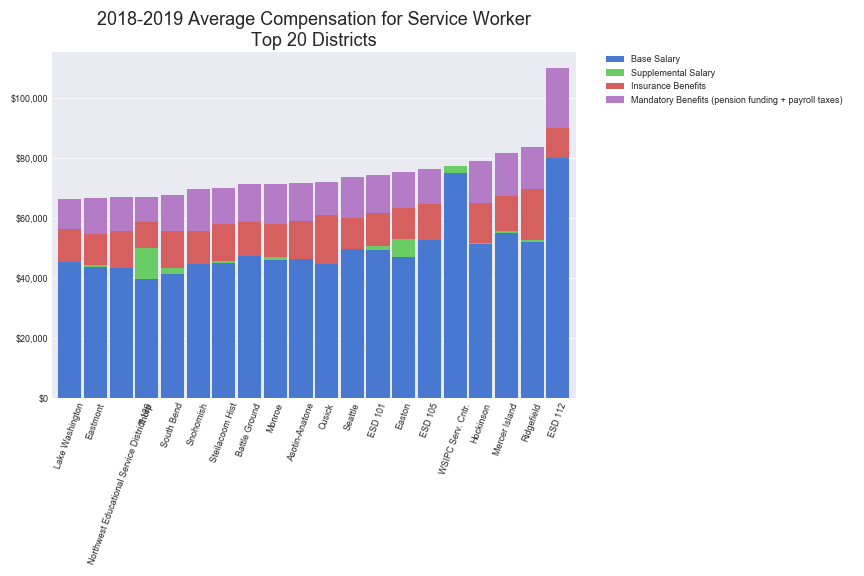 2018-2019 Average Compensation for Service Worker
Top 20 Districts
$100,000
$80,000
$60,000
$40,000
$20,000
$0
Lake Washington
Eastmont
Northwest Educational Service District
South Bend
Snohomish
Steilacoom Hist
Battle Ground
Monroe
Asotin-Anatone
Cusick
Seattle
ESD 101
Easton
ESD 105
WSIPC Serv. Cntr.
Hockinson
Mercer Island
Ridgefield
ESD 112
Base Salary
Supplemental Salary
Insurance Benefits
Mandatory Benefits (pension funding + payroll taxes)